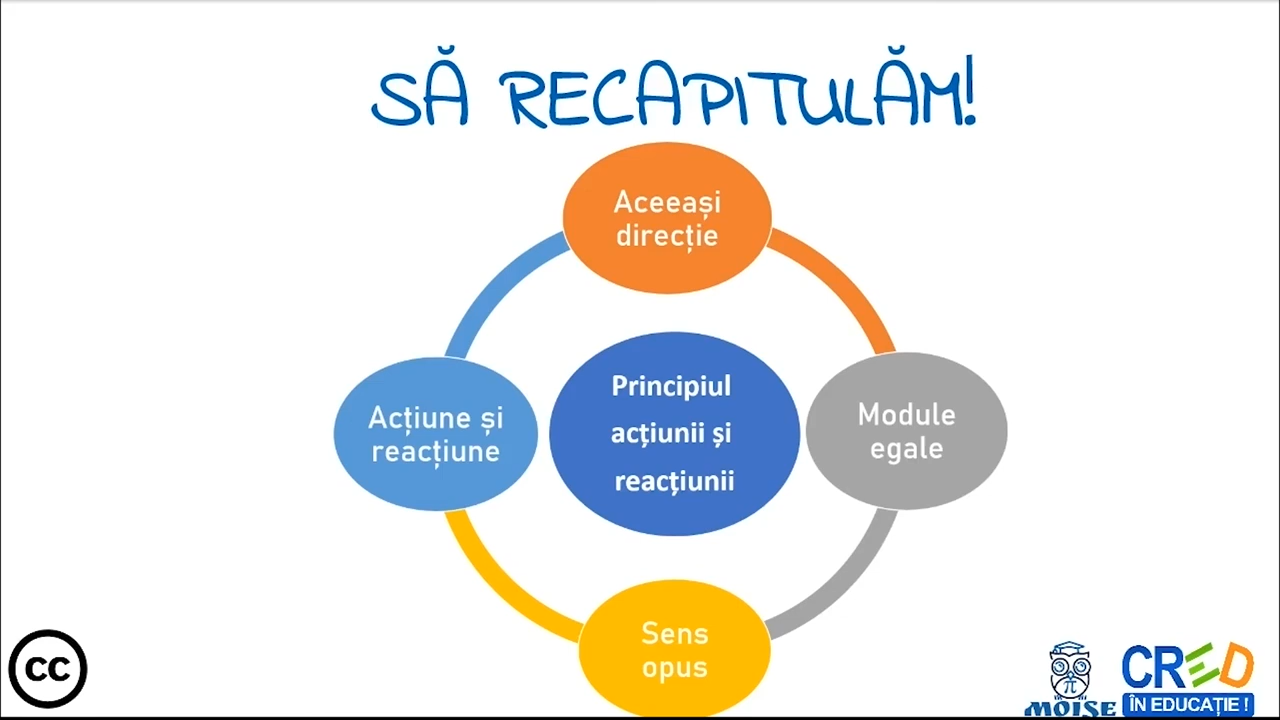 SĂ RECAPITULĂM!
Aceeași
direcție
Acțiune și
reacțiune
Principiul
acțiunii și
reacțiunii
Module
egale
Sens
opus
cc
π
MOISE
CRED
ÎN EDUCAȚIE !